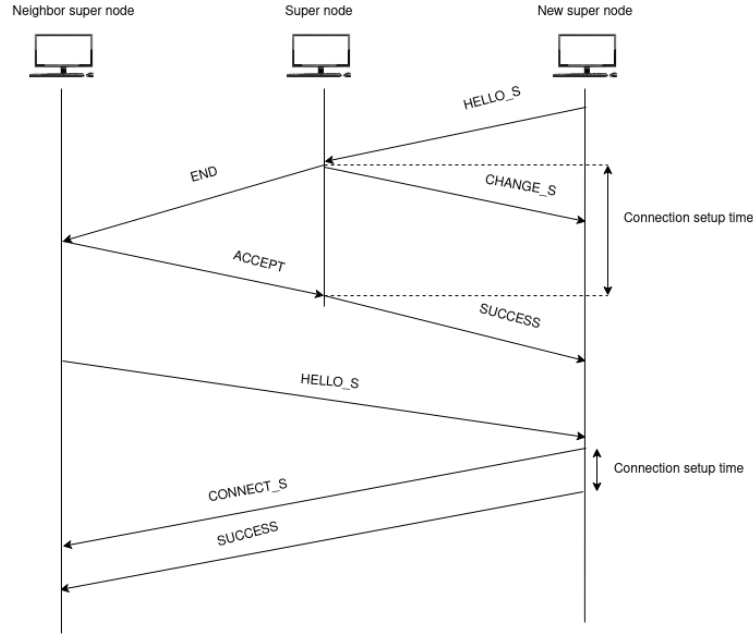 Neighbor super node
Super node
New super node
HELLO_S
END
CHANGE_S
Connection setup time
ACCEPT
SUCCESS
HELLO_S
Connection setup time
CONNECT_S
SUCCESS